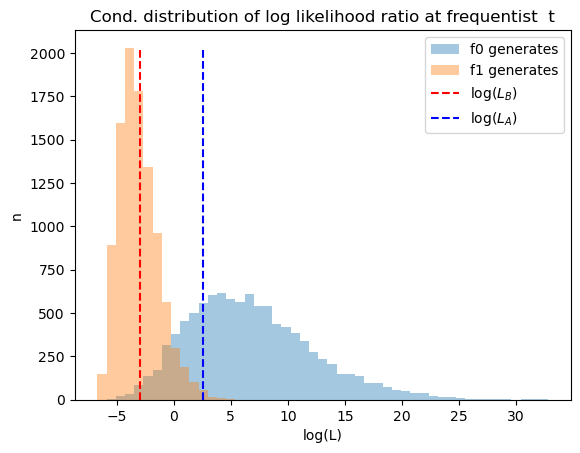 Cond. distribution of log likelihood ratio at frequentist  t
f0 generates
f1 generates
log(L_B)
log(L_A)
n
2000
1750
1500
1250
1000
750
500
250
0
−5
0
5
10
15
20
25
30
log(L)